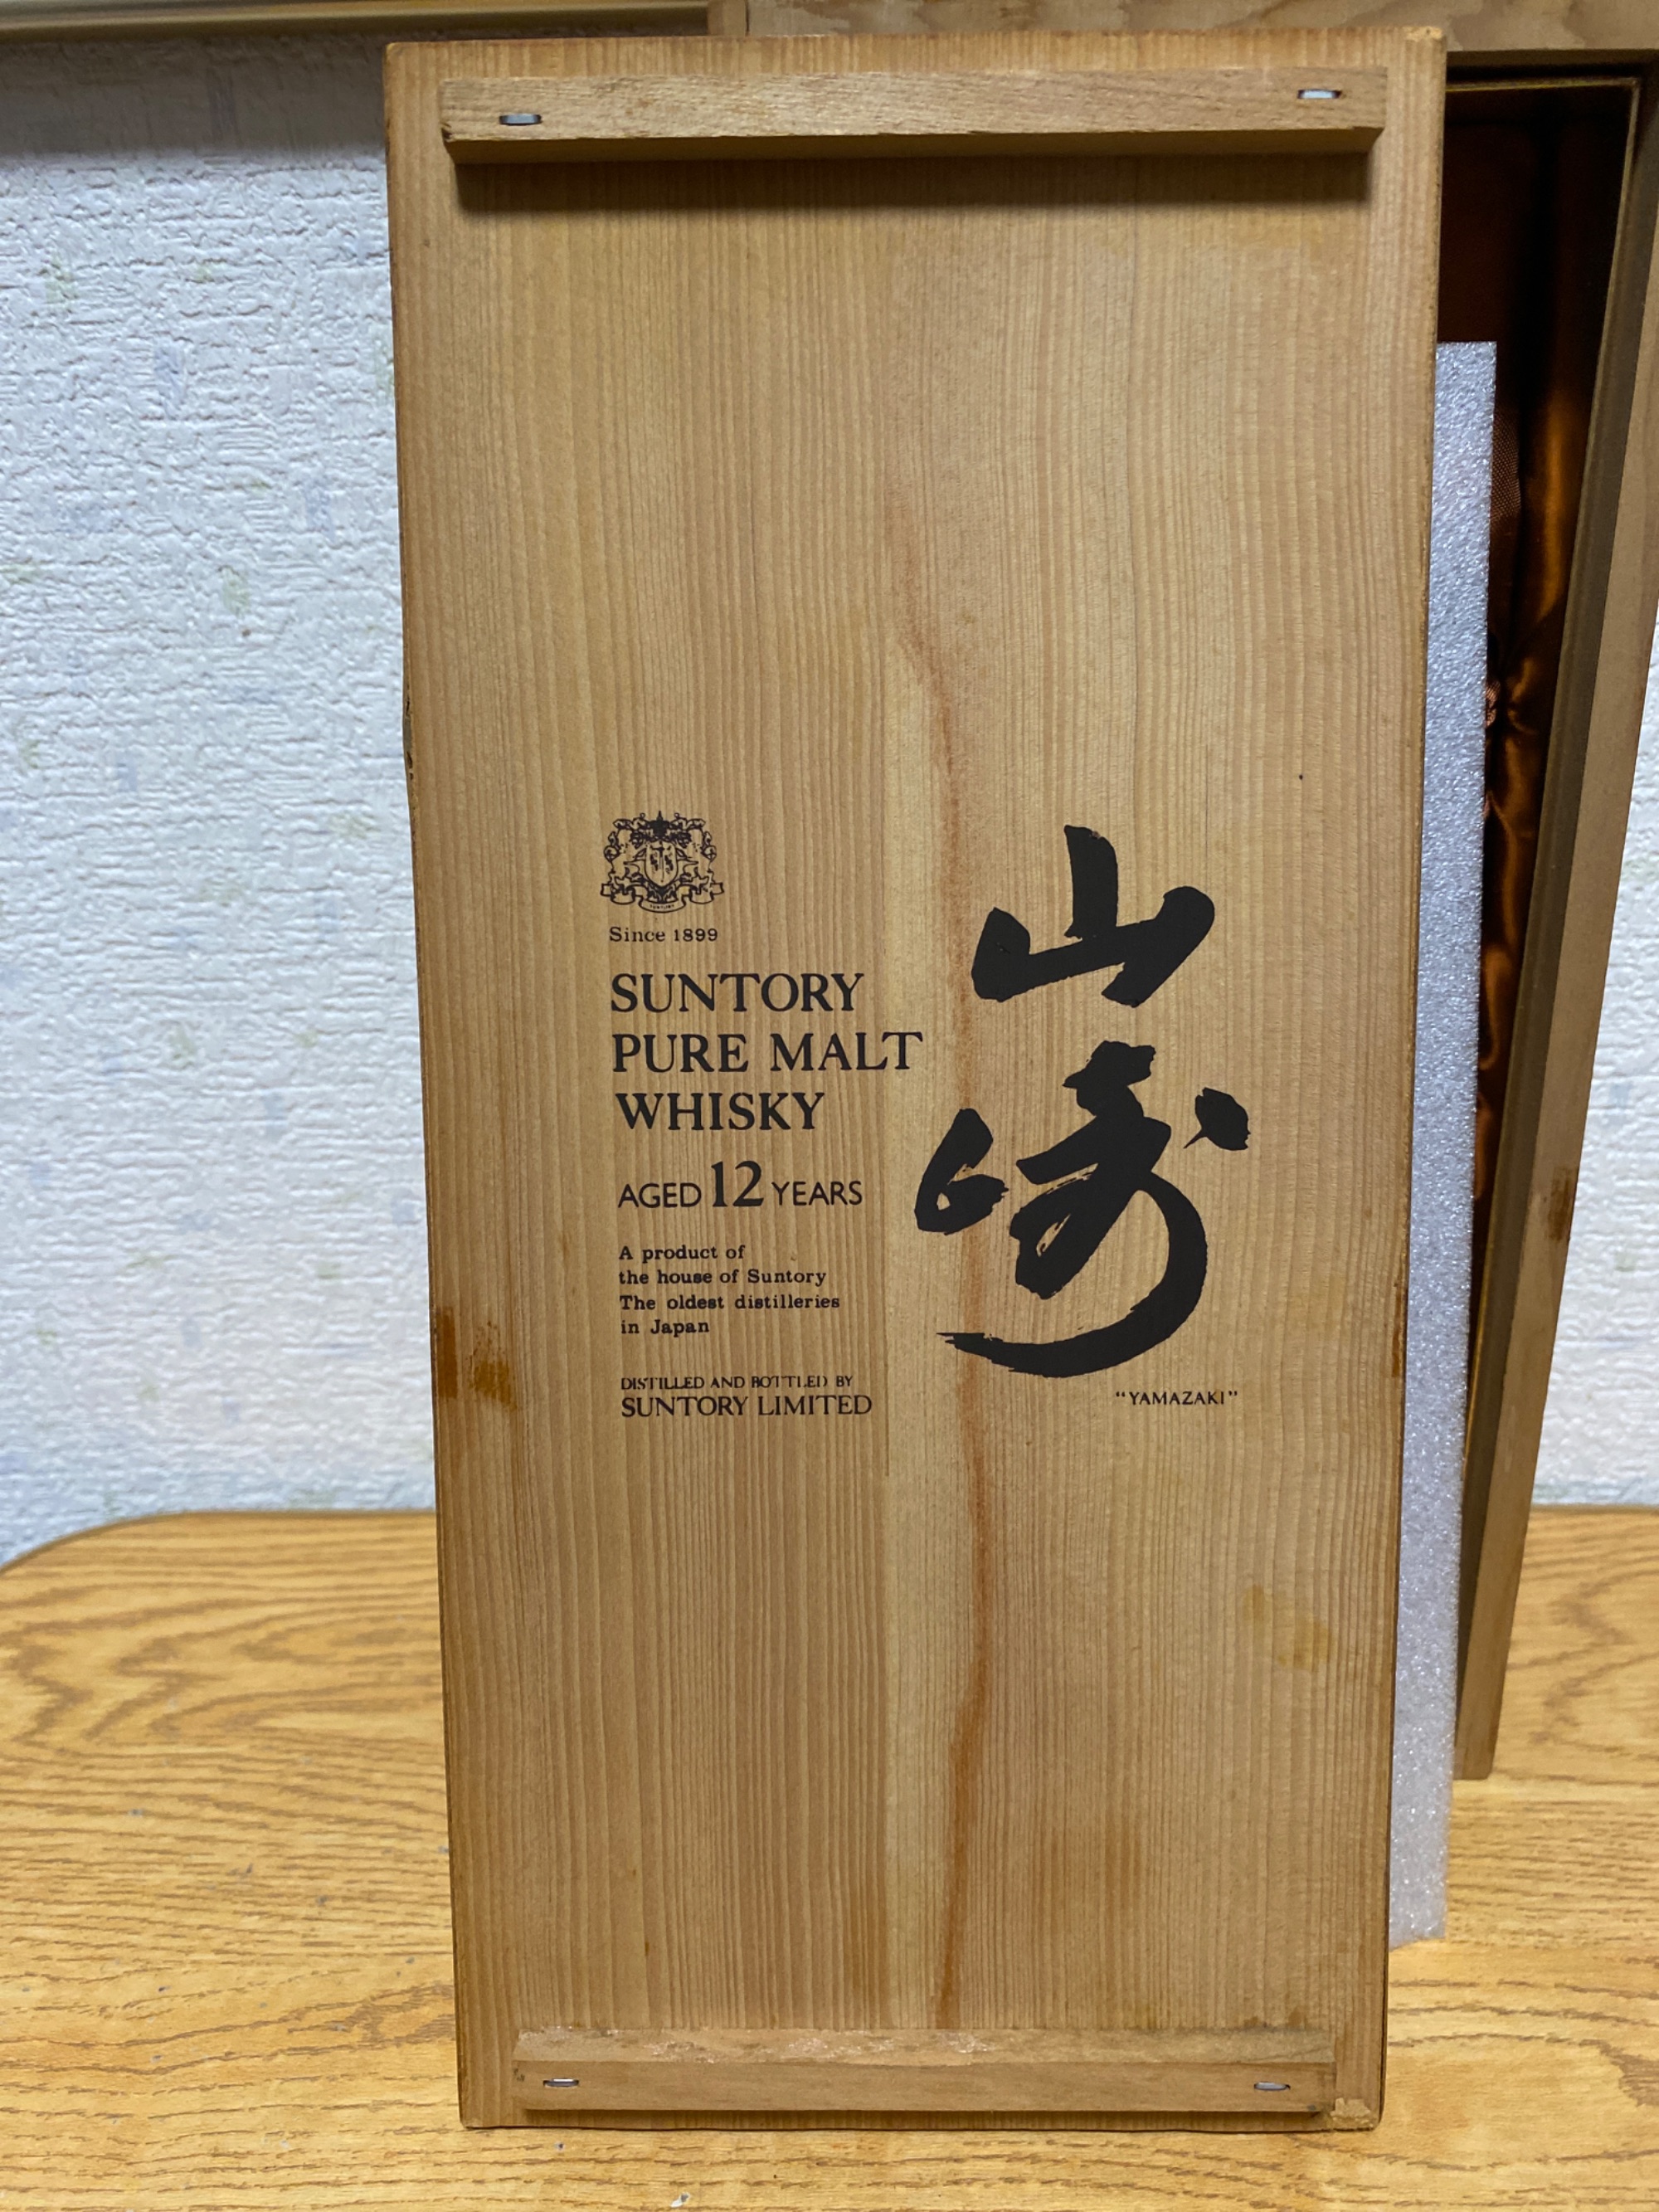 Since 1899
SUNTORY
PURE MALT
WHISKY
AGED 12 YEARS
A product of
the house of Suntory
The oldest distilleries
in Japan
DISTILLED AND BOTTLED BY
SUNTORY LIMITED
山
崎
"YAMAZAKI"